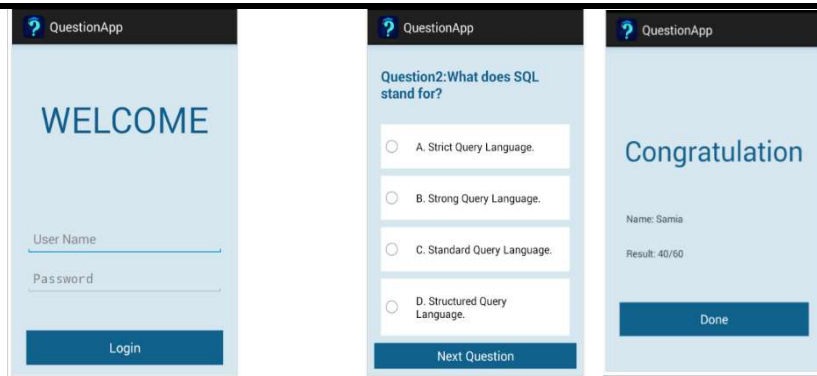 QuestionApp
WELCOME
User Name
Password
Login
QuestionApp
Question2:What does SQL
stand for?
A. Strict Query Language.
B. Strong Query Language.
C. Standard Query Language.
D. Structured Query
Language.
Next Question
QuestionApp
Congratulation
Name: Samia
Result: 40/60
Done